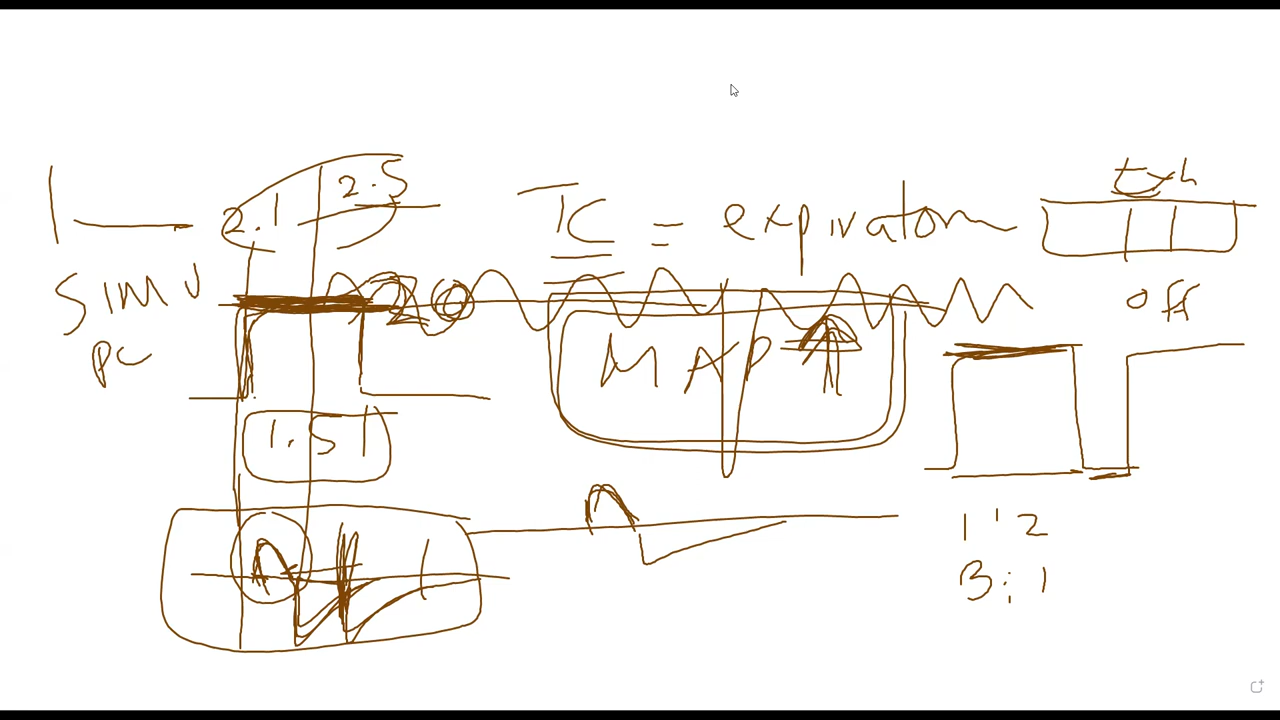 2.1 2.5
TC = expiratory
SIMV
PC
off
MAP
1.5
1:2
3:1